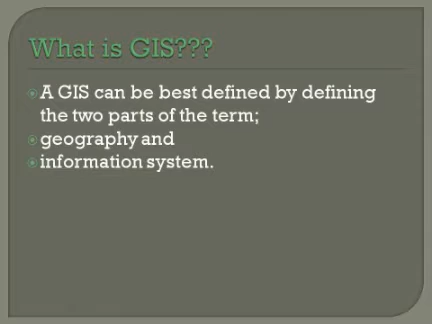 What is GIS???
A GIS can be best defined by defining
the two parts of the term;
geography and
information system.